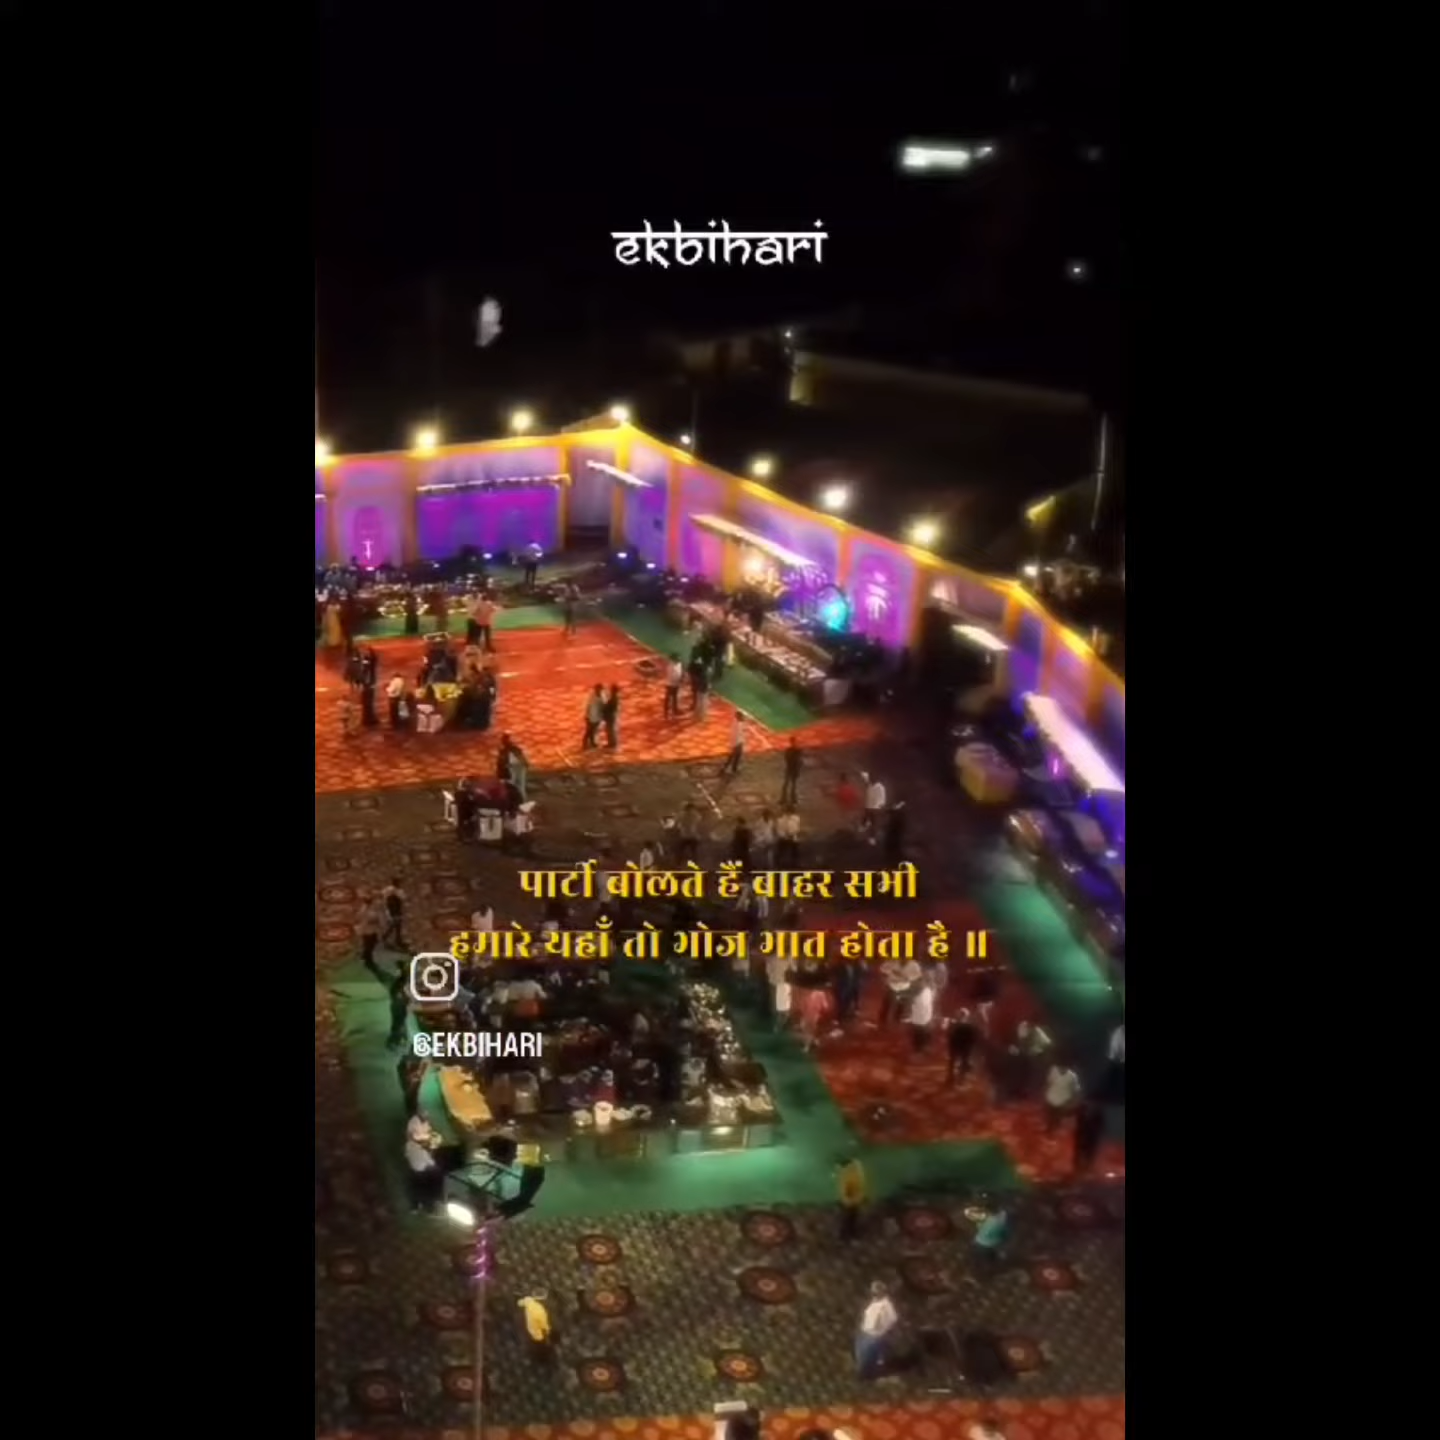 ekbihari
पार्टी बोलते हैं बाहर सभी
हमारे यहाँ तो भोज भात होता है ॥
@EKBIHARI